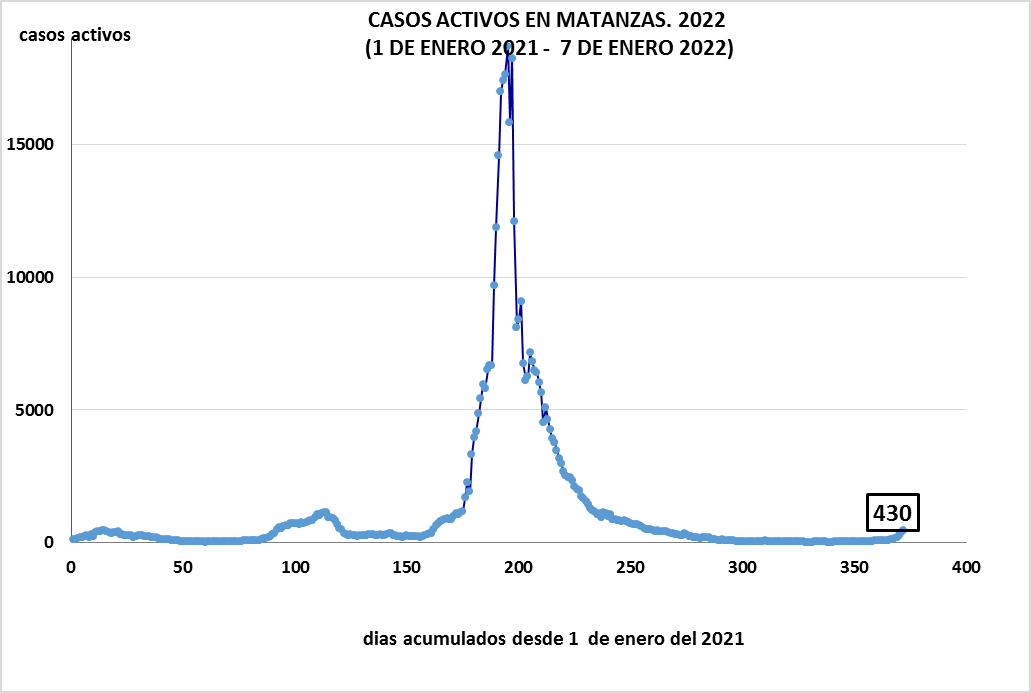 CASOS ACTIVOS EN MATANZAS. 2022
(1 DE ENERO 2021 - 7 DE ENERO 2022)
casos activos
15000
10000
5000
0
430
0 50 100 150 200 250 300 350 400
dias acumulados desde 1 de enero del 2021